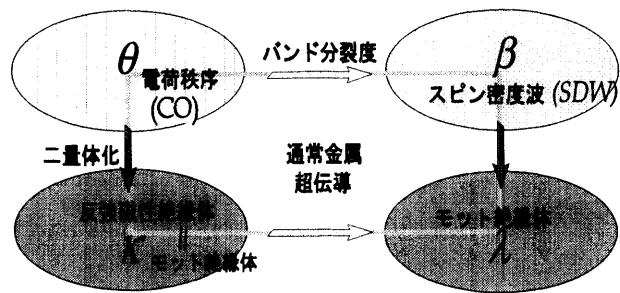 θ
電荷秩序
(CO)
バンド分裂度
β
スピン密度波 (SDW)
二量体化
通常金属
超伝導
反強磁性絶縁体
κ
モット絶縁体
モット絶縁体
λ